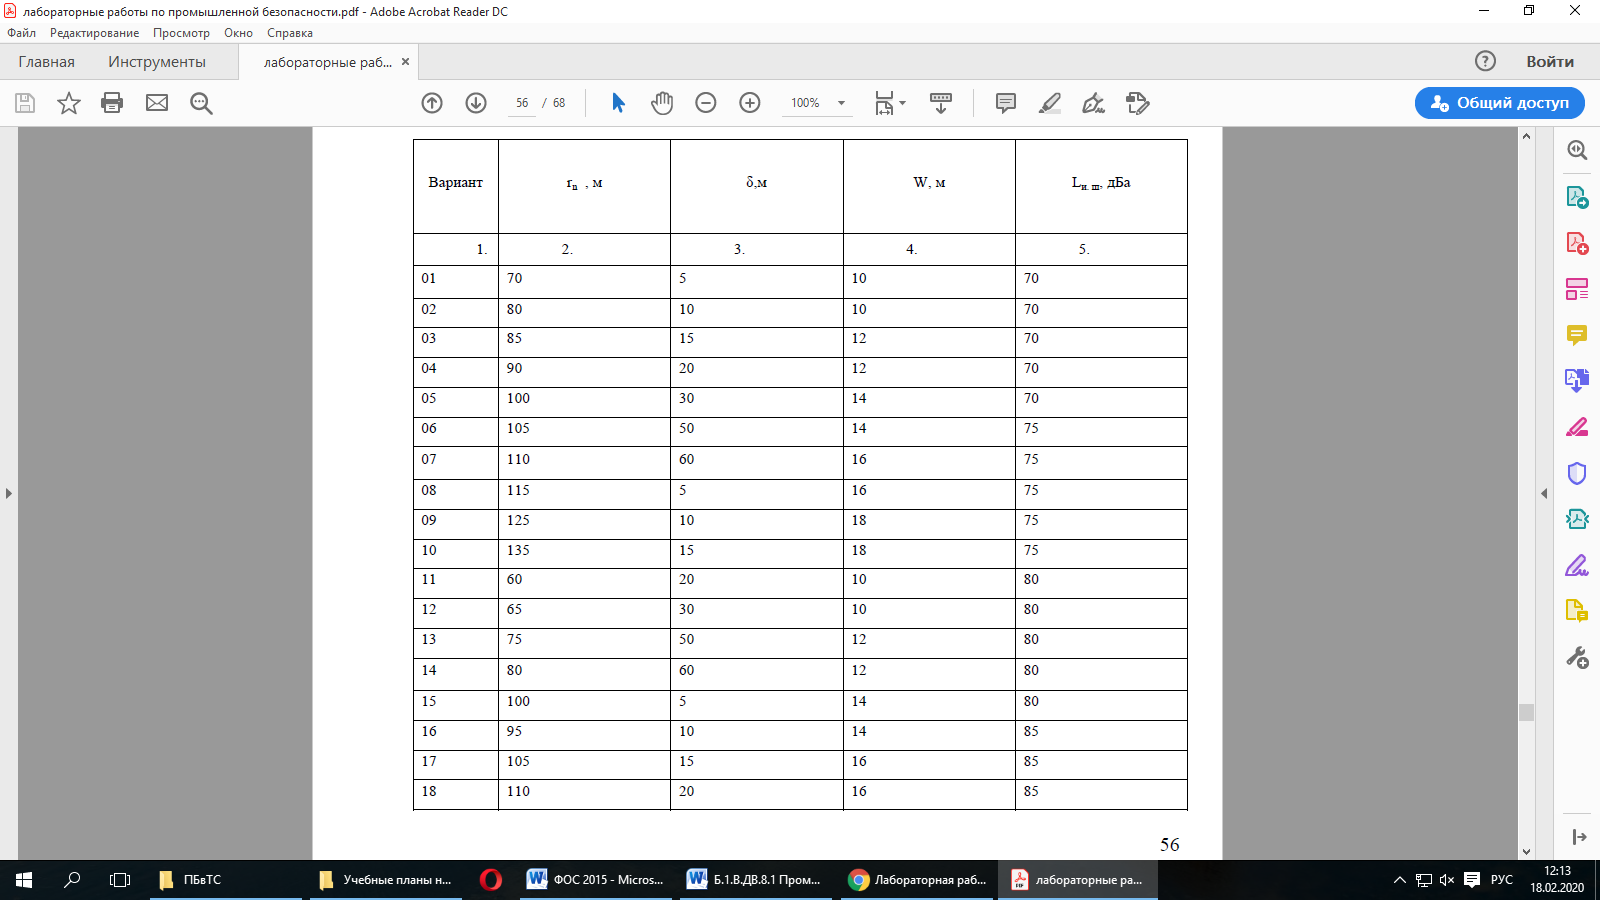 лабораторные работы по промышленной безопасности.pdf - Adobe Acrobat Reader DC
Файл Редактирование Просмотр Окно Справка
Главная Инструменты лабораторные раб... Войти
56 / 68 100% Общий доступ
Вариант rп , м δ,м W, м Lи. ш, дБа
1. 2. 3. 4. 5.
01 70 5 10 70
02 80 10 10 70
03 85 15 12 70
04 90 20 12 70
05 100 30 14 70
06 105 50 14 75
07 110 60 16 75
08 115 5 16 75
09 125 10 18 75
10 135 15 18 75
11 60 20 10 80
12 65 30 10 80
13 75 50 12 80
14 80 60 12 80
15 100 5 14 80
16 95 10 14 85
17 105 15 16 85
18 110 20 16 85
56
ПБвТС Учебные планы н... ФОС 2015 - Micros... Б.1.В.ДВ.8.1 Пром... Лабораторная раб... лабораторные ра... РУС 12:13
18.02.2020